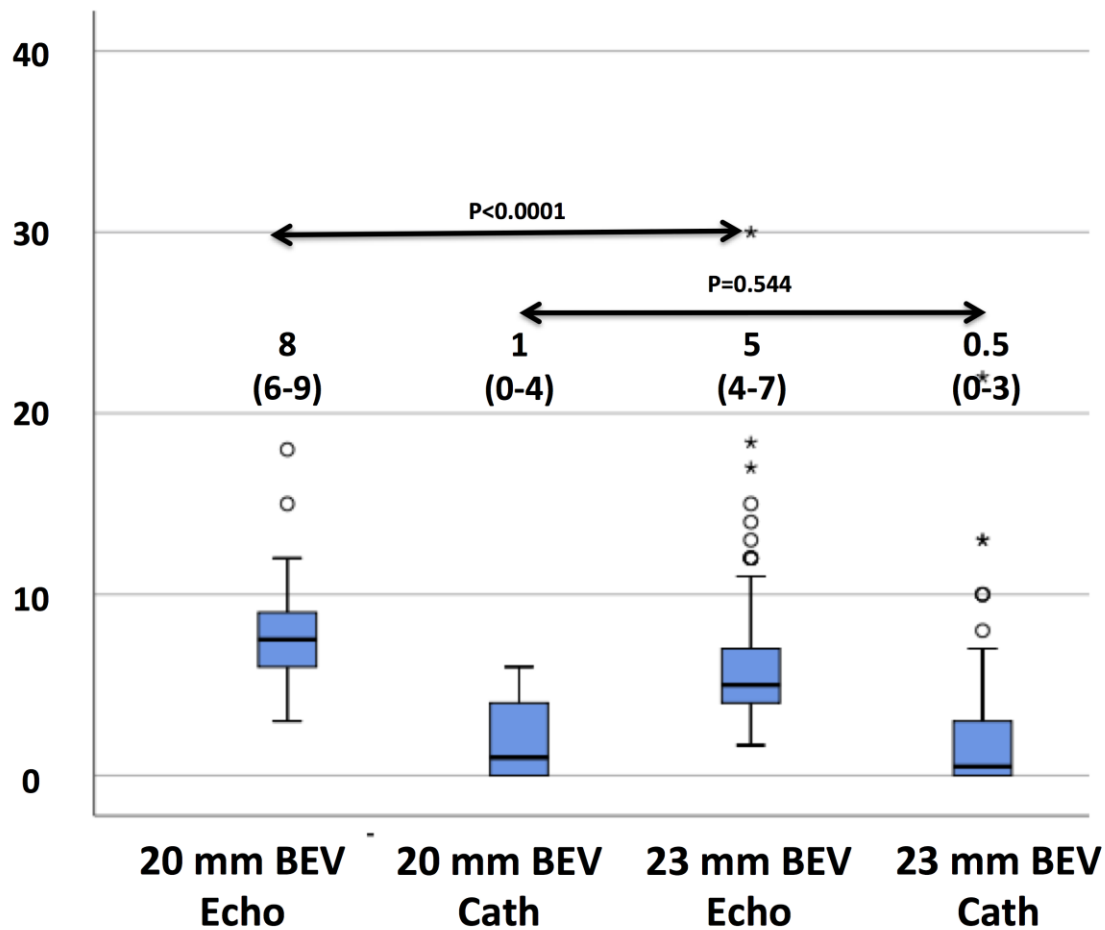 40
P<0.0001
30
P=0.544
8 1 5 0.5
(6-9) (0-4) (4-7) (0-3)
20
10
0
20 mm BEV 20 mm BEV 23 mm BEV 23 mm BEV
Echo Cath Echo Cath